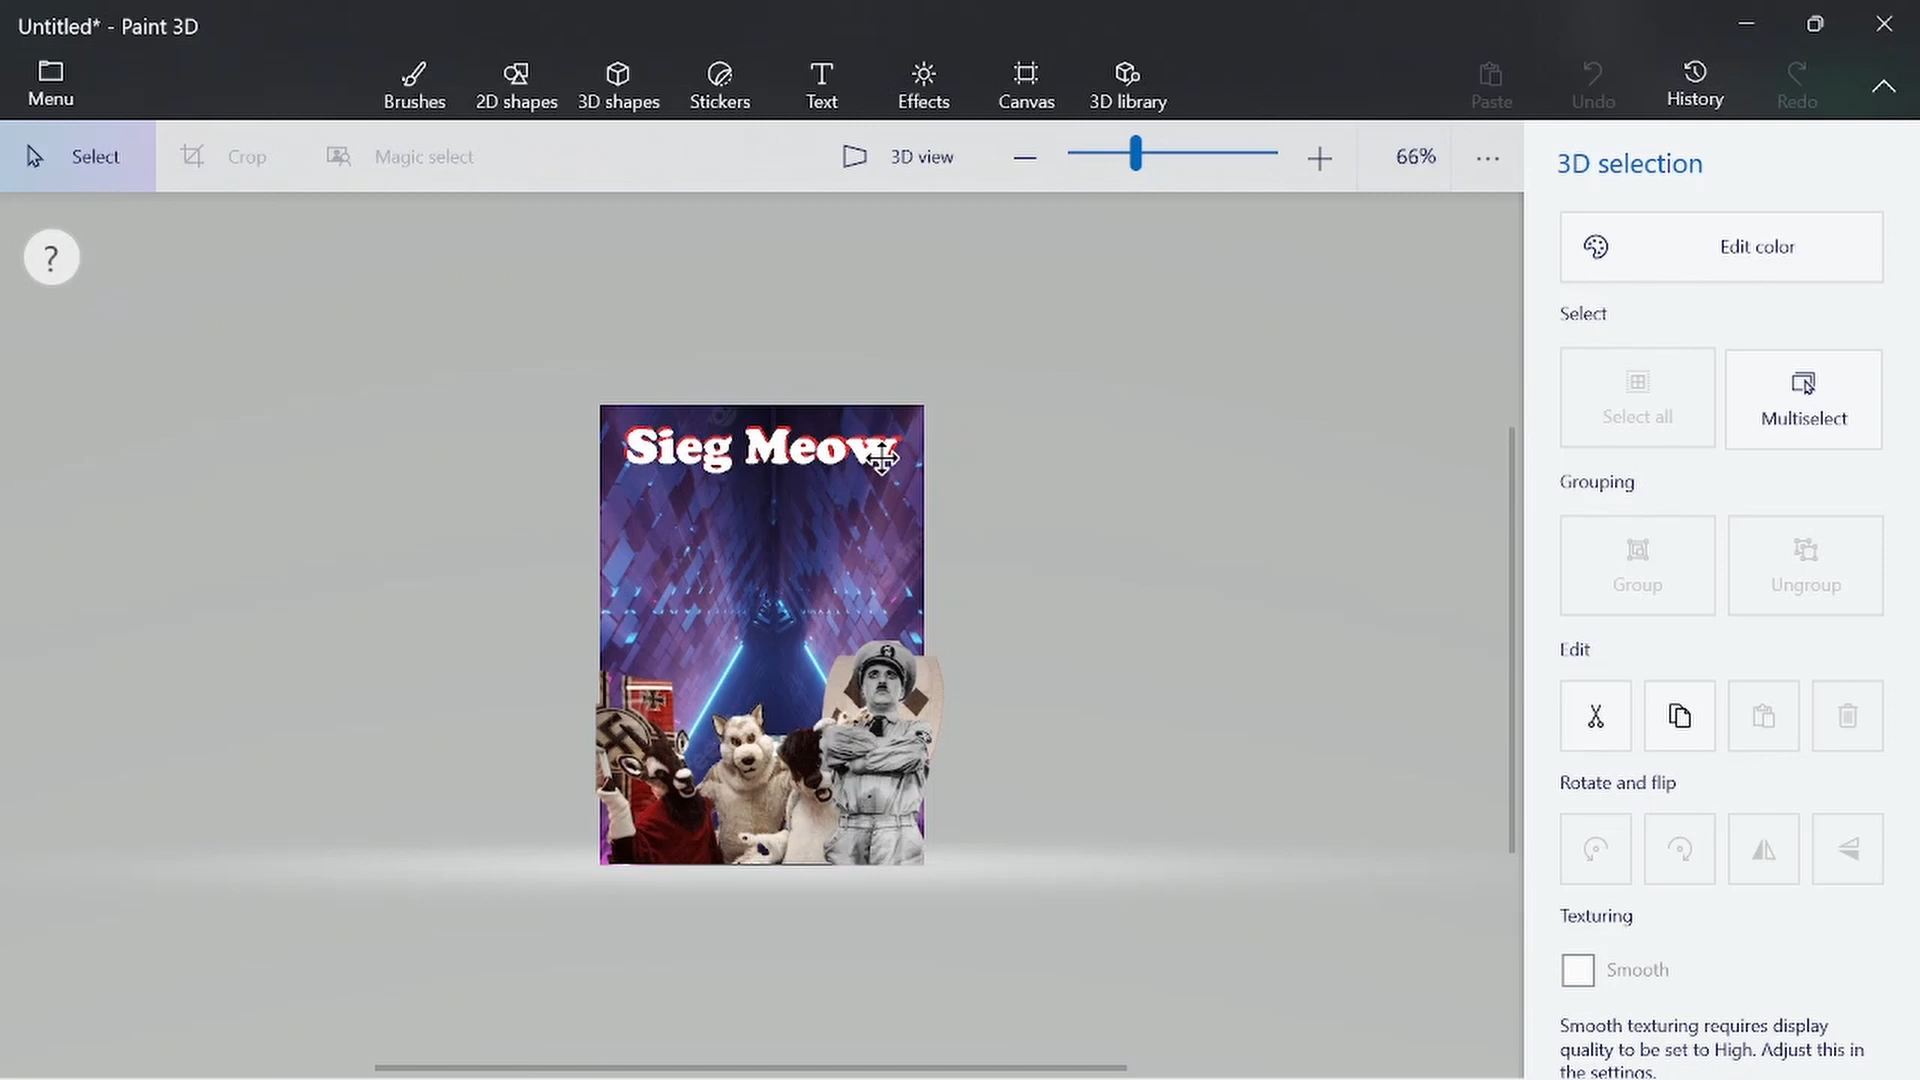 Untitled* - Paint 3D
Menu
Brushes
2D shapes
3D shapes
Stickers
Text
Effects
Canvas
3D library
Paste
Undo
History
Redo
Select
Crop
Magic select
3D view
66%
3D selection
?
Edit color
Select
Select all
Multiselect
Sieg Meow
Grouping
Group
Ungroup
Edit
Rotate and flip
Texturing
Smooth
Smooth texturing requires display
quality to be set to High. Adjust this in
the settings.